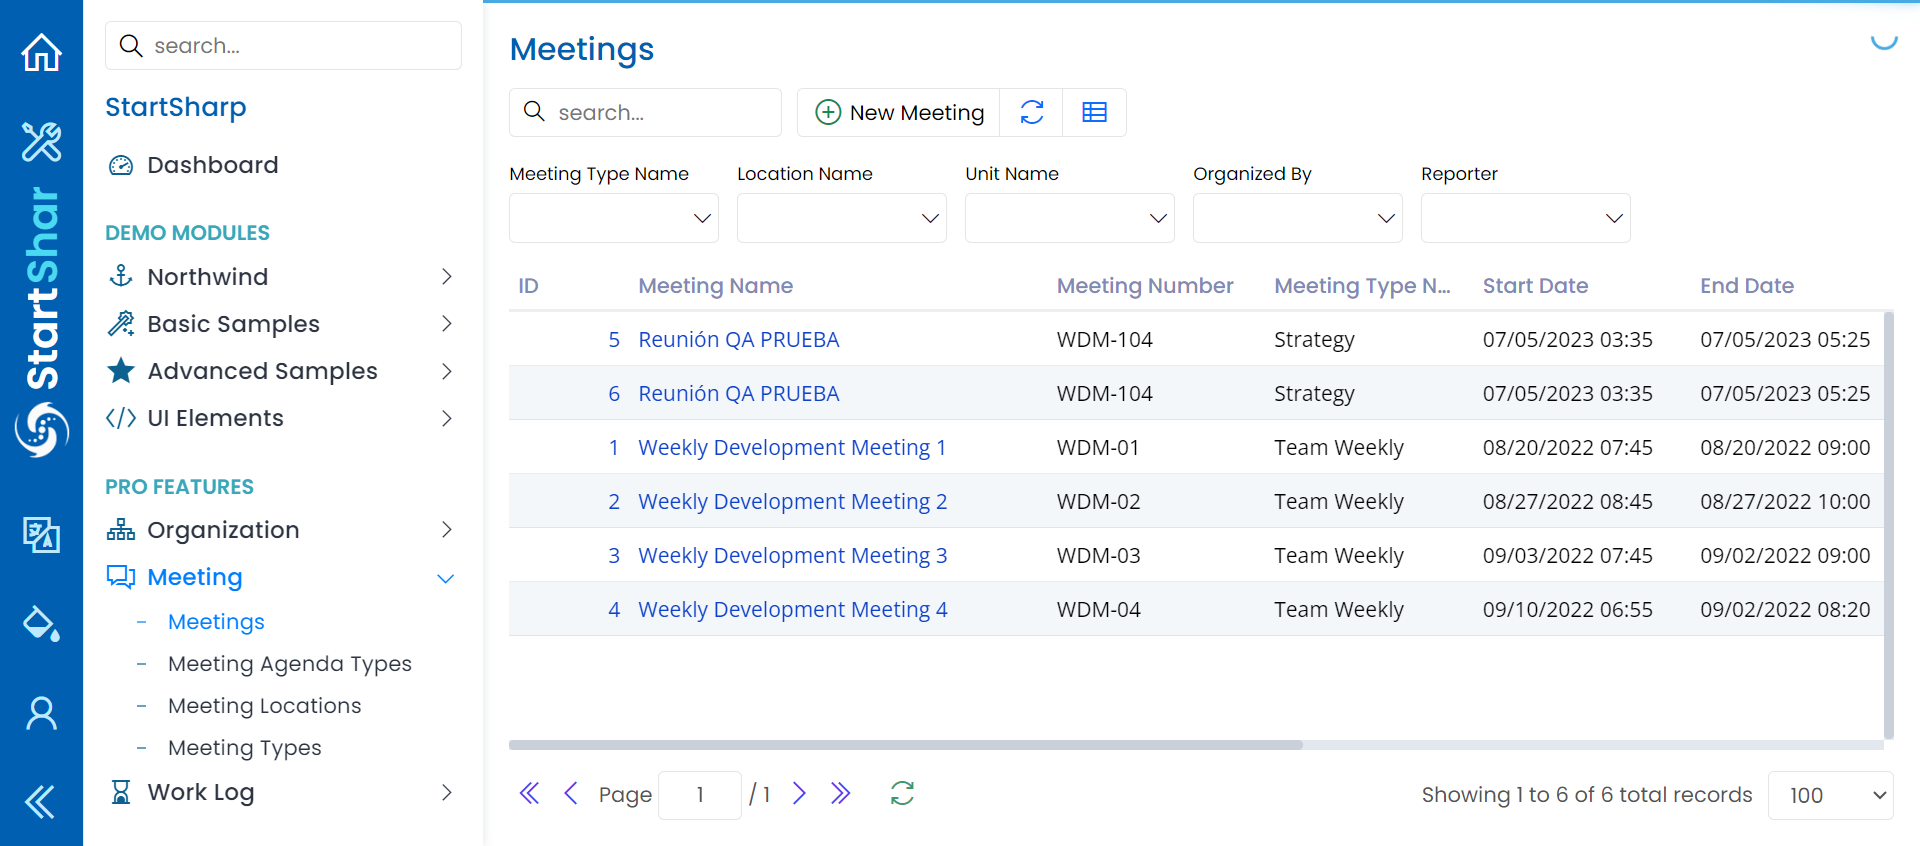 StartShar
search...
StartSharp
Dashboard
DEMO MODULES
Northwind
Basic Samples
Advanced Samples
UI Elements
PRO FEATURES
Organization
Meeting
- Meetings
- Meeting Agenda Types
- Meeting Locations
- Meeting Types
Work Log
Meetings
search...
New Meeting
Meeting Type Name Location Name Unit Name Organized By Reporter
ID Meeting Name Meeting Number Meeting Type N... Start Date End Date
5 Reunión QA PRUEBA WDM-104 Strategy 07/05/2023 03:35 07/05/2023 05:25
6 Reunión QA PRUEBA WDM-104 Strategy 07/05/2023 03:35 07/05/2023 05:25
1 Weekly Development Meeting 1 WDM-01 Team Weekly 08/20/2022 07:45 08/20/2022 09:00
2 Weekly Development Meeting 2 WDM-02 Team Weekly 08/27/2022 08:45 08/27/2022 10:00
3 Weekly Development Meeting 3 WDM-03 Team Weekly 09/03/2022 07:45 09/02/2022 09:00
4 Weekly Development Meeting 4 WDM-04 Team Weekly 09/10/2022 06:55 09/02/2022 08:20
Page 1 / 1
Showing 1 to 6 of 6 total records 100